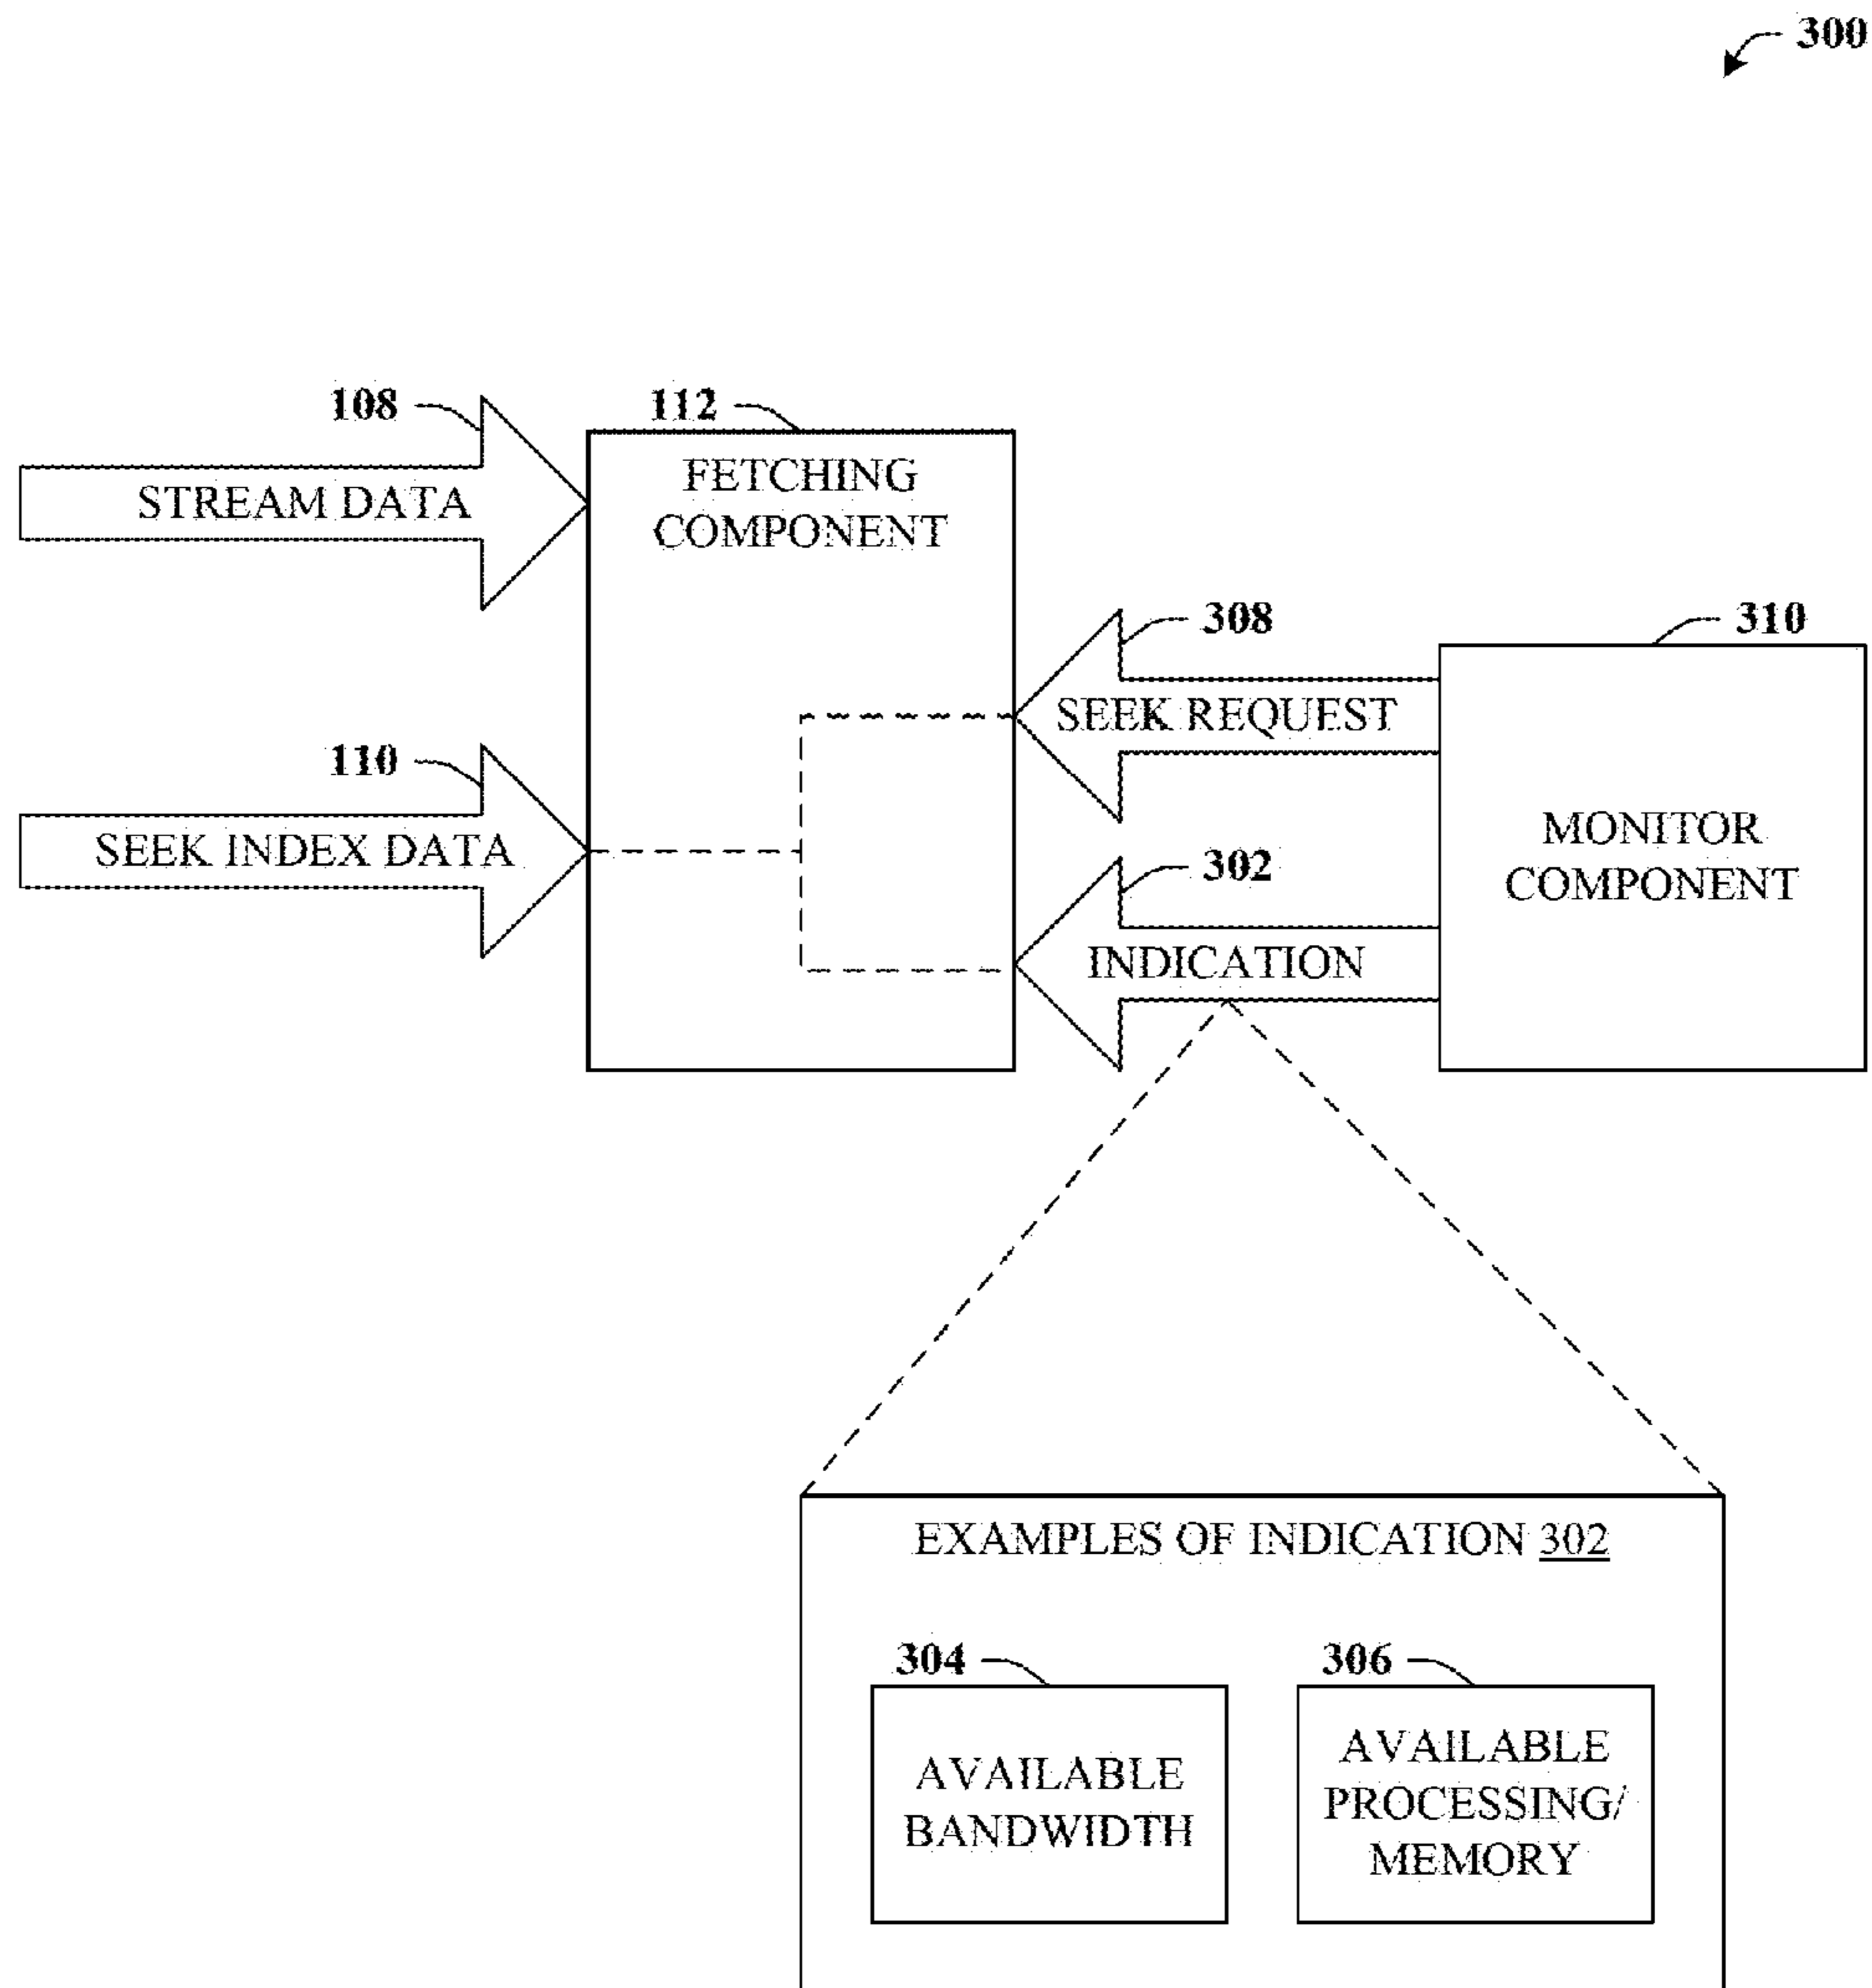 300
108
112
STREAM DATA
FETCHING
COMPONENT
308
310
SEEK REQUEST
110
SEEK INDEX DATA
MONITOR
COMPONENT
302
INDICATION
EXAMPLES OF INDICATION 302
304
306
AVAILABLE
BANDWIDTH
AVAILABLE
PROCESSING/
MEMORY